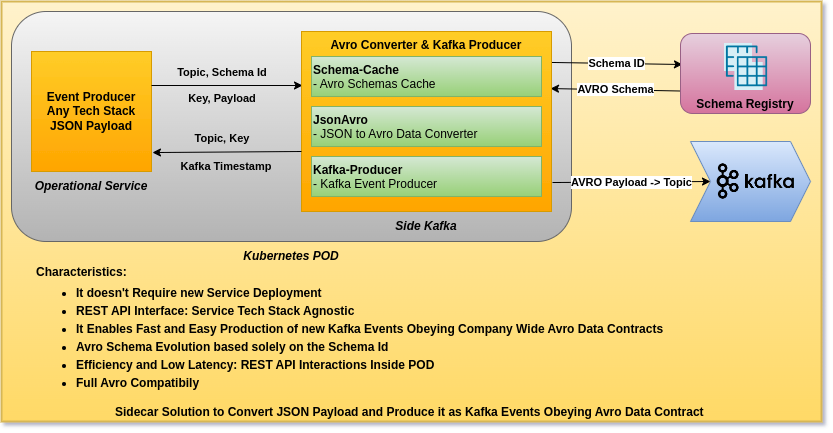 Avro Converter & Kafka Producer
Event Producer
Any Tech Stack
JSON Payload
Operational Service
Topic, Schema Id
Key, Payload
Topic, Key
Kafka Timestamp
Schema-Cache
- Avro Schemas Cache
JsonAvro
- JSON to Avro Data Converter
Kafka-Producer
- Kafka Event Producer
Side Kafka
Schema ID
AVRO Schema
Schema Registry
AVRO Payload -> Topic
kafka
Kubernetes POD
Characteristics:
• It doesn't Require new Service Deployment
• REST API Interface: Service Tech Stack Agnostic
• It Enables Fast and Easy Production of new Kafka Events Obeying Company Wide Avro Data Contracts
• Avro Schema Evolution based solely on the Schema Id
• Efficiency and Low Latency: REST API Interactions Inside POD
• Full Avro Compatibily
Sidecar Solution to Convert JSON Payload and Produce it as Kafka Events Obeying Avro Data Contract